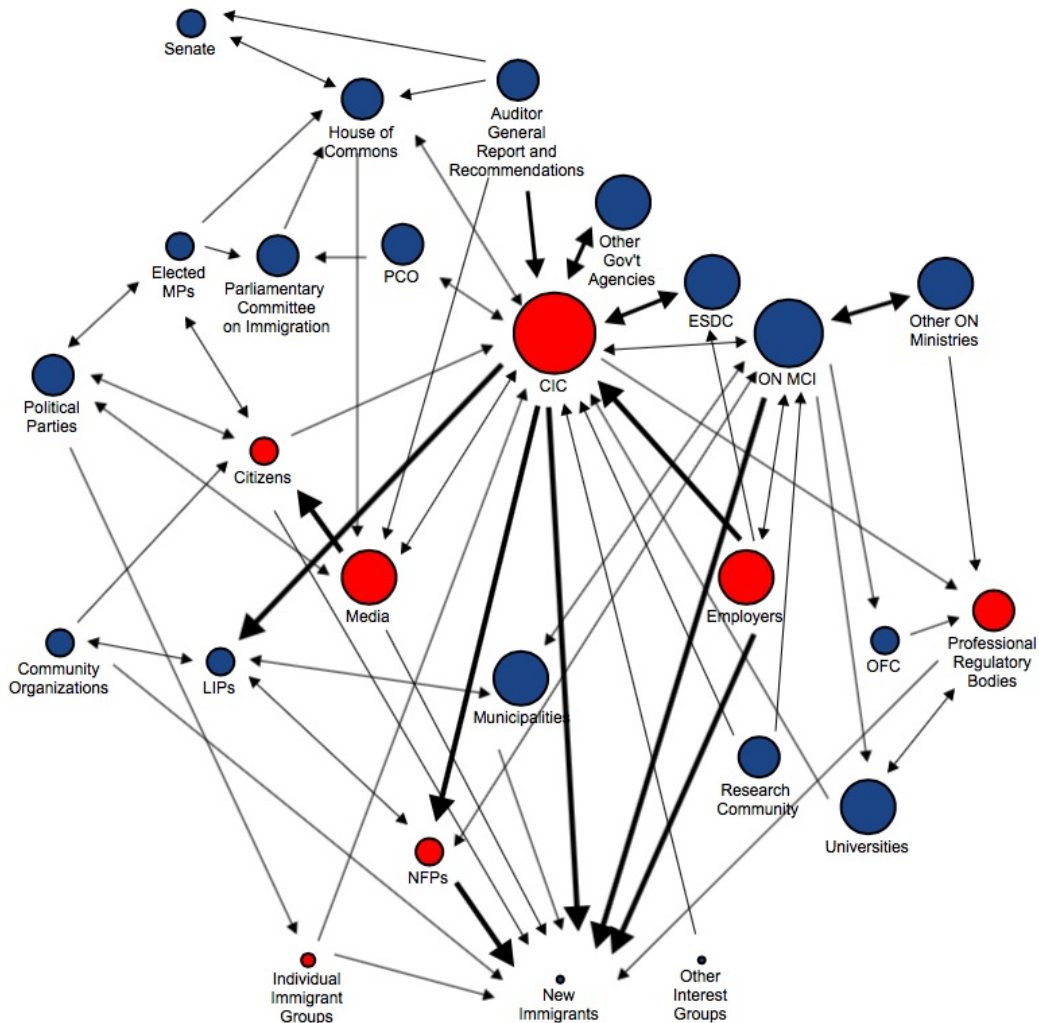 Senate
House of
Commons
Auditor
General
Report and
Recommendations
Other
Gov't
Agencies
Elected
MPs
Parliamentary
Committee
on Immigration
PCO
ESDC
ON MCI
Other ON
Ministries
CIC
Political
Parties
Citizens
Media
Employers
Community
Organizations
LIPs
Municipalities
OFC
Professional
Regulatory
Bodies
Research
Community
Universities
NFPs
Individual
Immigrant
Groups
New
Immigrants
Other
Interest
Groups